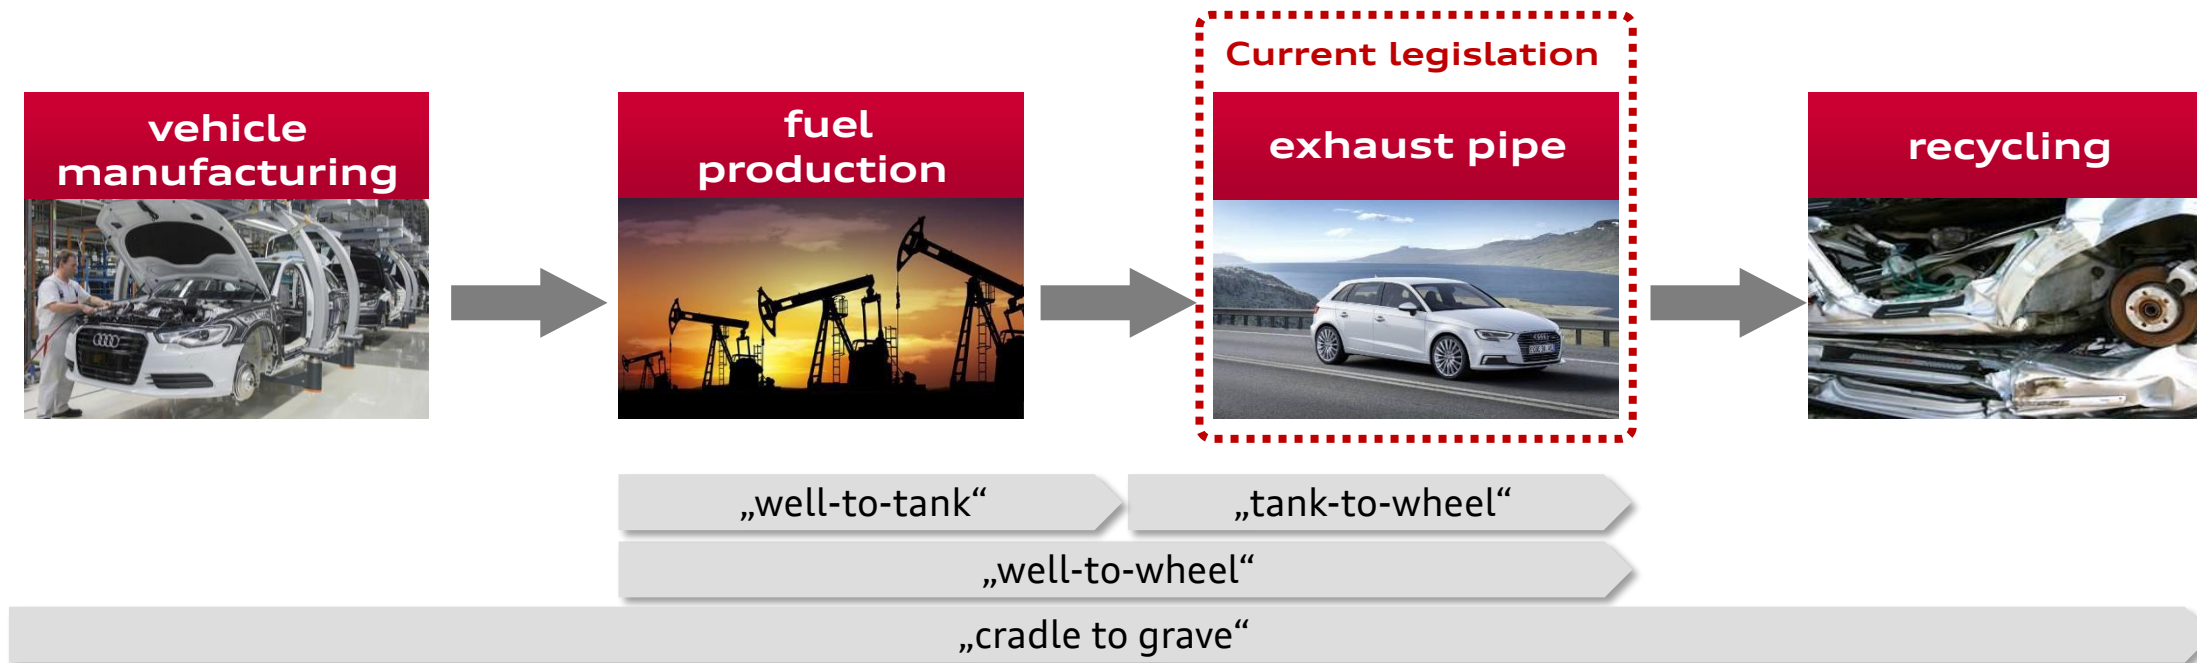 Current legislation
vehicle
manufacturing
fuel
production
exhaust pipe
recycling
„well-to-tank“
„tank-to-wheel“
„well-to-wheel“
„cradle to grave“